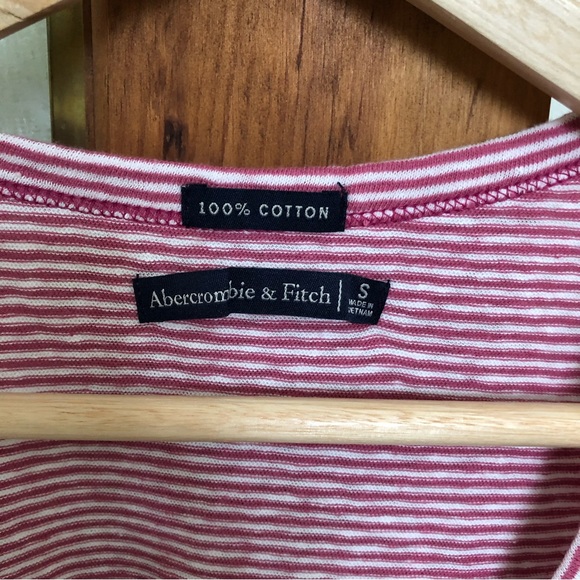 100% COTTON
Abercrombie & Fitch
S
MADE IN
VIETNAM